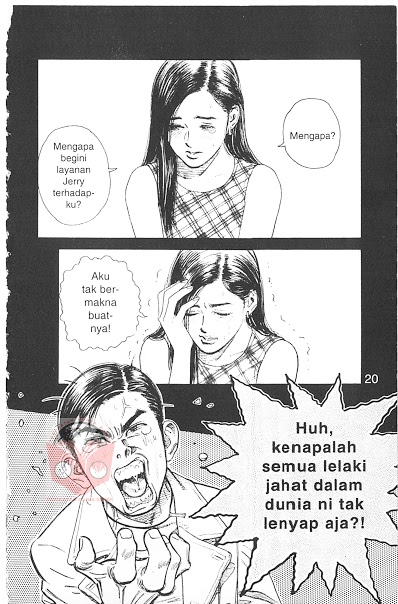 Mengapa?
Mengapa
begini
layanan
Jerry
terhadap-
ku?
Aku
tak ber-
makna
buat-
nya!
20
Huh,
kenapalah
semua lelaki
jahat dalam
dunia ni tak
lenyap aja?!